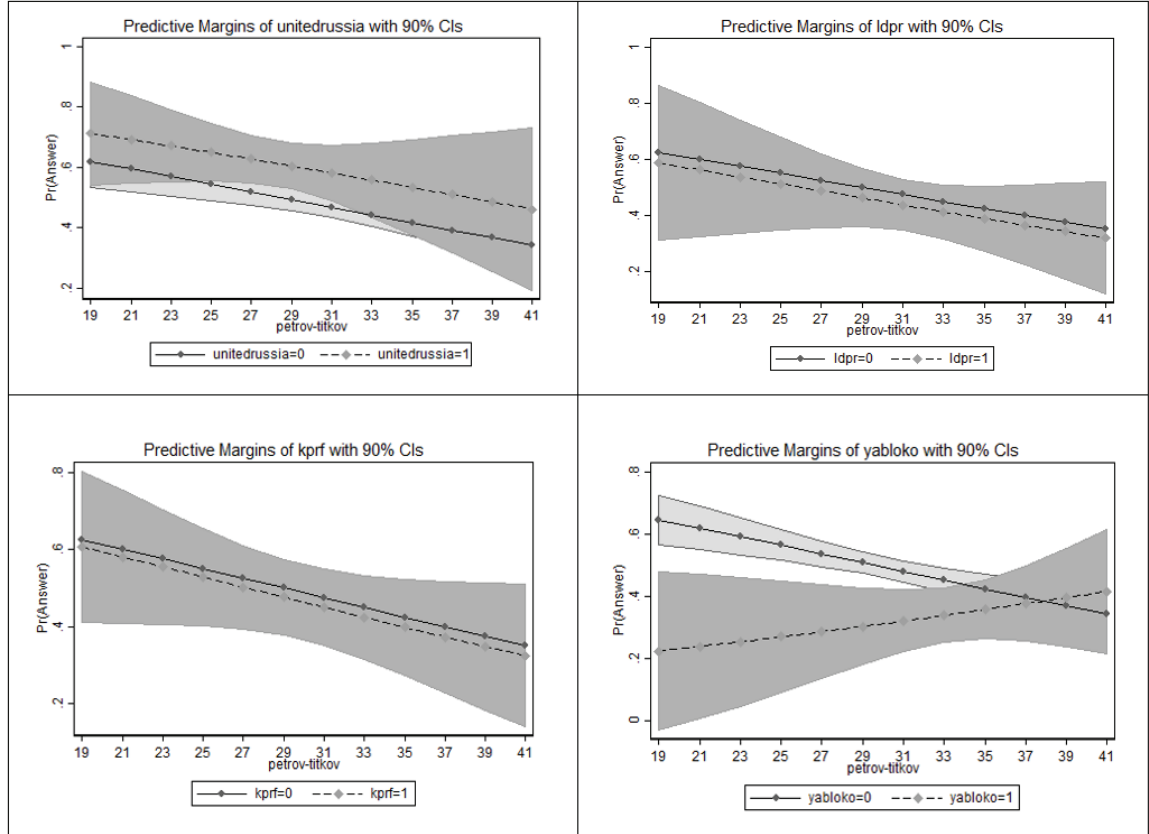 Predictive Margins of unitedrussia with 90% CIs
Pr(Answer)
1
.8
.6
.4
.2
19 21 23 25 27 29 31 33 35 37 39 41
petrov-titkov
unitedrussia=0 unitedrussia=1
Predictive Margins of ldpr with 90% CIs
Pr(Answer)
1
.8
.6
.4
.2
19 21 23 25 27 29 31 33 35 37 39 41
petrov-titkov
ldpr=0 ldpr=1
Predictive Margins of kprf with 90% CIs
Pr(Answer)
.8
.6
.4
.2
19 21 23 25 27 29 31 33 35 37 39 41
petrov-titkov
kprf=0 kprf=1
Predictive Margins of yabloko with 90% CIs
Pr(Answer)
.8
.6
.4
.2
0
19 21 23 25 27 29 31 33 35 37 39 41
petrov-titkov
yabloko=0 yabloko=1